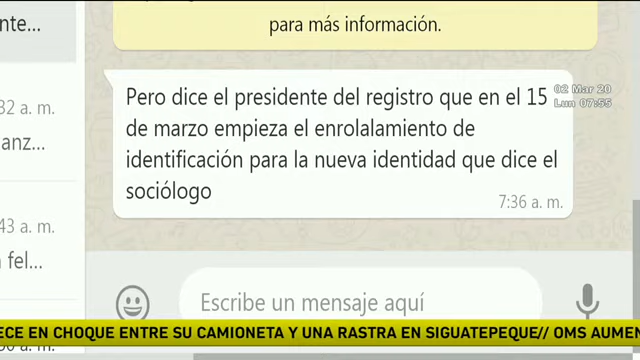 nte...
para más información.
32 a. m.
anz...
Pero dice el presidente del registro que en el 15
de marzo empieza el enrolalamiento de
identificación para la nueva identidad que dice el
sociólogo
7:36 a. m.
02 Mar 20
Lun 07:55
43 a. m.
fel...
Escribe un mensaje aquí
ECE EN CHOQUE ENTRE SU CAMIONETA Y UNA RASTRA EN SIGUATEPEQUE// OMS AUMEN